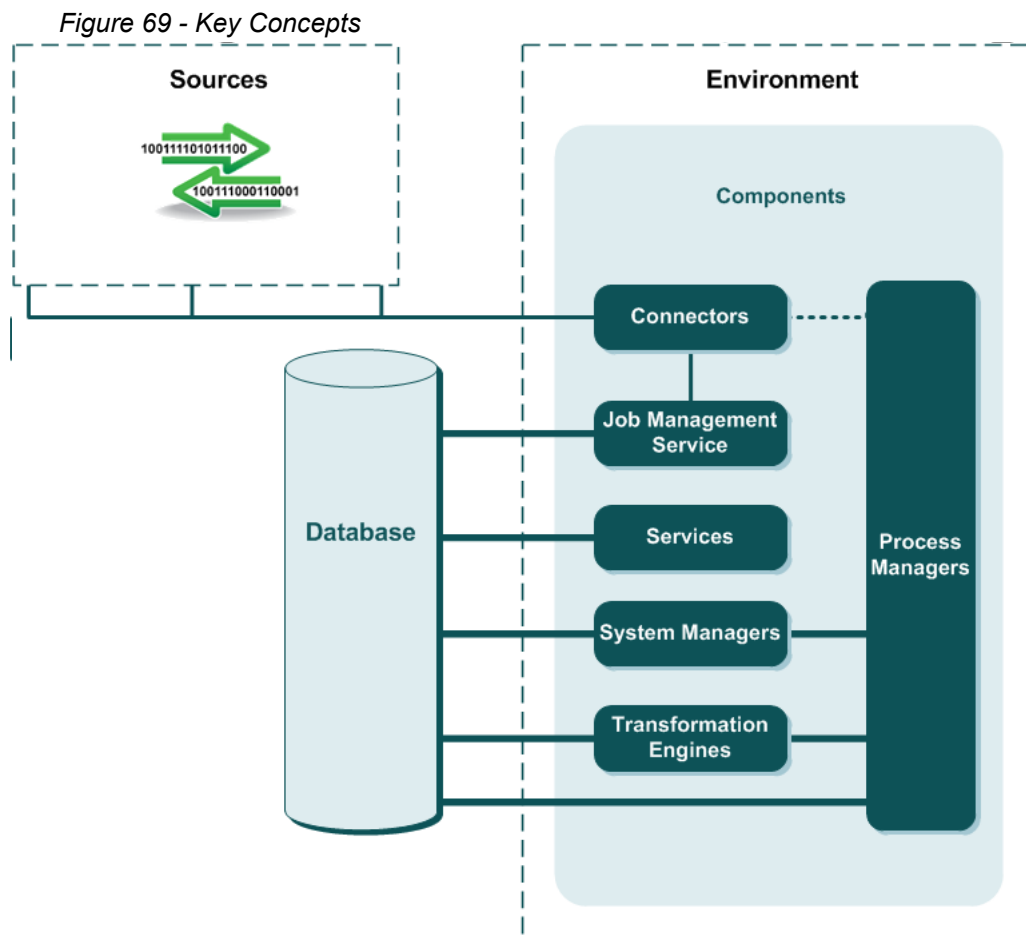 Figure 69 - Key Concepts
Sources
100111101011100
100111000110001
Environment
Components
Connectors
Job Management
Service
Database
Services
Process
Managers
System Managers
Transformation
Engines